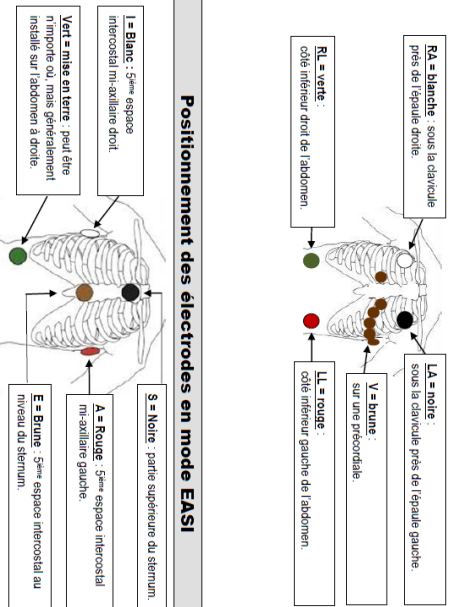 RA = blanche : sous la clavicule
près de l'épaule droite.
LA = noire :
sous la clavicule près de l'épaule gauche.
RL = verte :
côté inférieur droit de l'abdomen.
V = brune :
sur une précordiale.
LL = rouge :
côté inférieur gauche de l'abdomen.
Positionnement des électrodes en mode EASI
I = Blanc : 5ième espace
intercostal mi-axillaire droit.
S = Noire : partie supérieure du sternum.
A = Rouge : 5ième espace intercostal
mi-axillaire gauche.
Vert = mise en terre : peut être
n'importe où, mais généralement
installé sur l'abdomen à droite.
E = Brune : 5ième espace intercostal au
niveau du sternum.